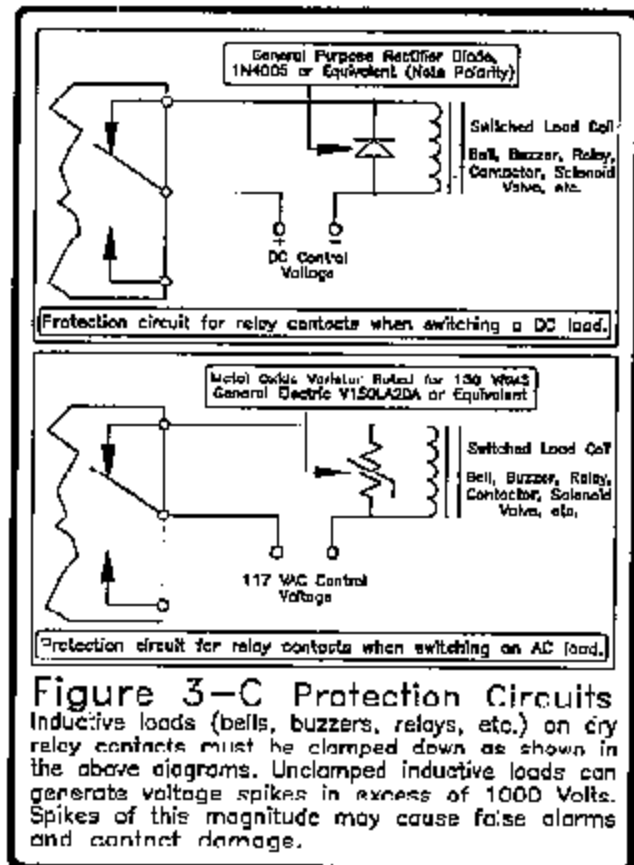 General Purpose Rectifier Diode,
1N4005 or Equivalent (Note Polarity)
Switched Load Coil
Bell, Buzzer, Relay,
Contactor, Solenoid
Valve, etc.
+ -
DC Control
Voltage
Protection circuit for relay contacts when switching a DC load.
Metal Oxide Varistor Rated for 130 VRMS
General Electric V150LA20A or Equivalent
Switched Load Coil
Bell, Buzzer, Relay,
Contactor, Solenoid
Valve, etc.
117 VAC Control
Voltage
Protection circuit for relay contacts when switching an AC load.
Figure 3-C Protection Circuits
Inductive loads (bells, buzzers, relays, etc.) on dry
relay contacts must be clamped down as shown in
the above diagrams. Unclamped inductive loads can
generate voltage spikes in excess of 1000 Volts.
Spikes of this magnitude may cause false alarms
and contact damage.